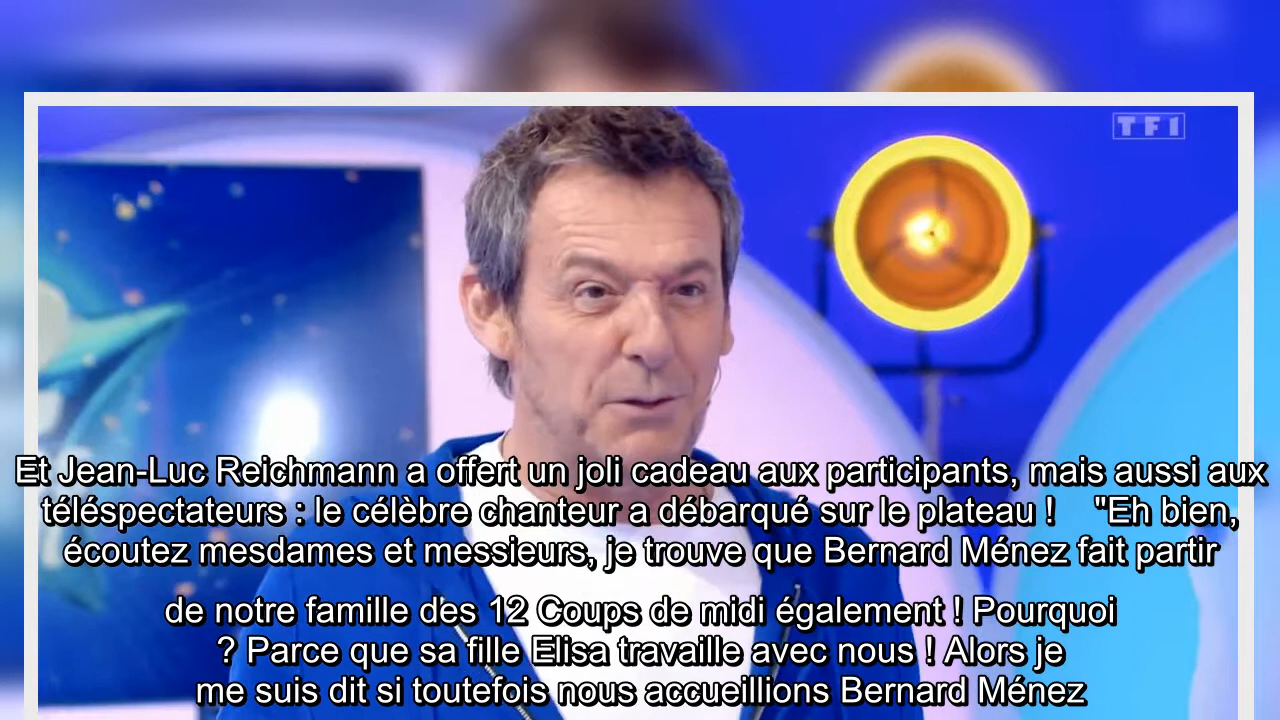 TF1
Et Jean-Luc Reichmann a offert un joli cadeau aux participants, mais aussi aux
téléspectateurs : le célèbre chanteur a débarqué sur le plateau ! "Eh bien,
écoutez mesdames et messieurs, je trouve que Bernard Ménez fait partir
de notre famille des 12 Coups de midi également ! Pourquoi
? Parce que sa fille Elisa travaille avec nous ! Alors je
me suis dit si toutefois nous accueillions Bernard Ménez